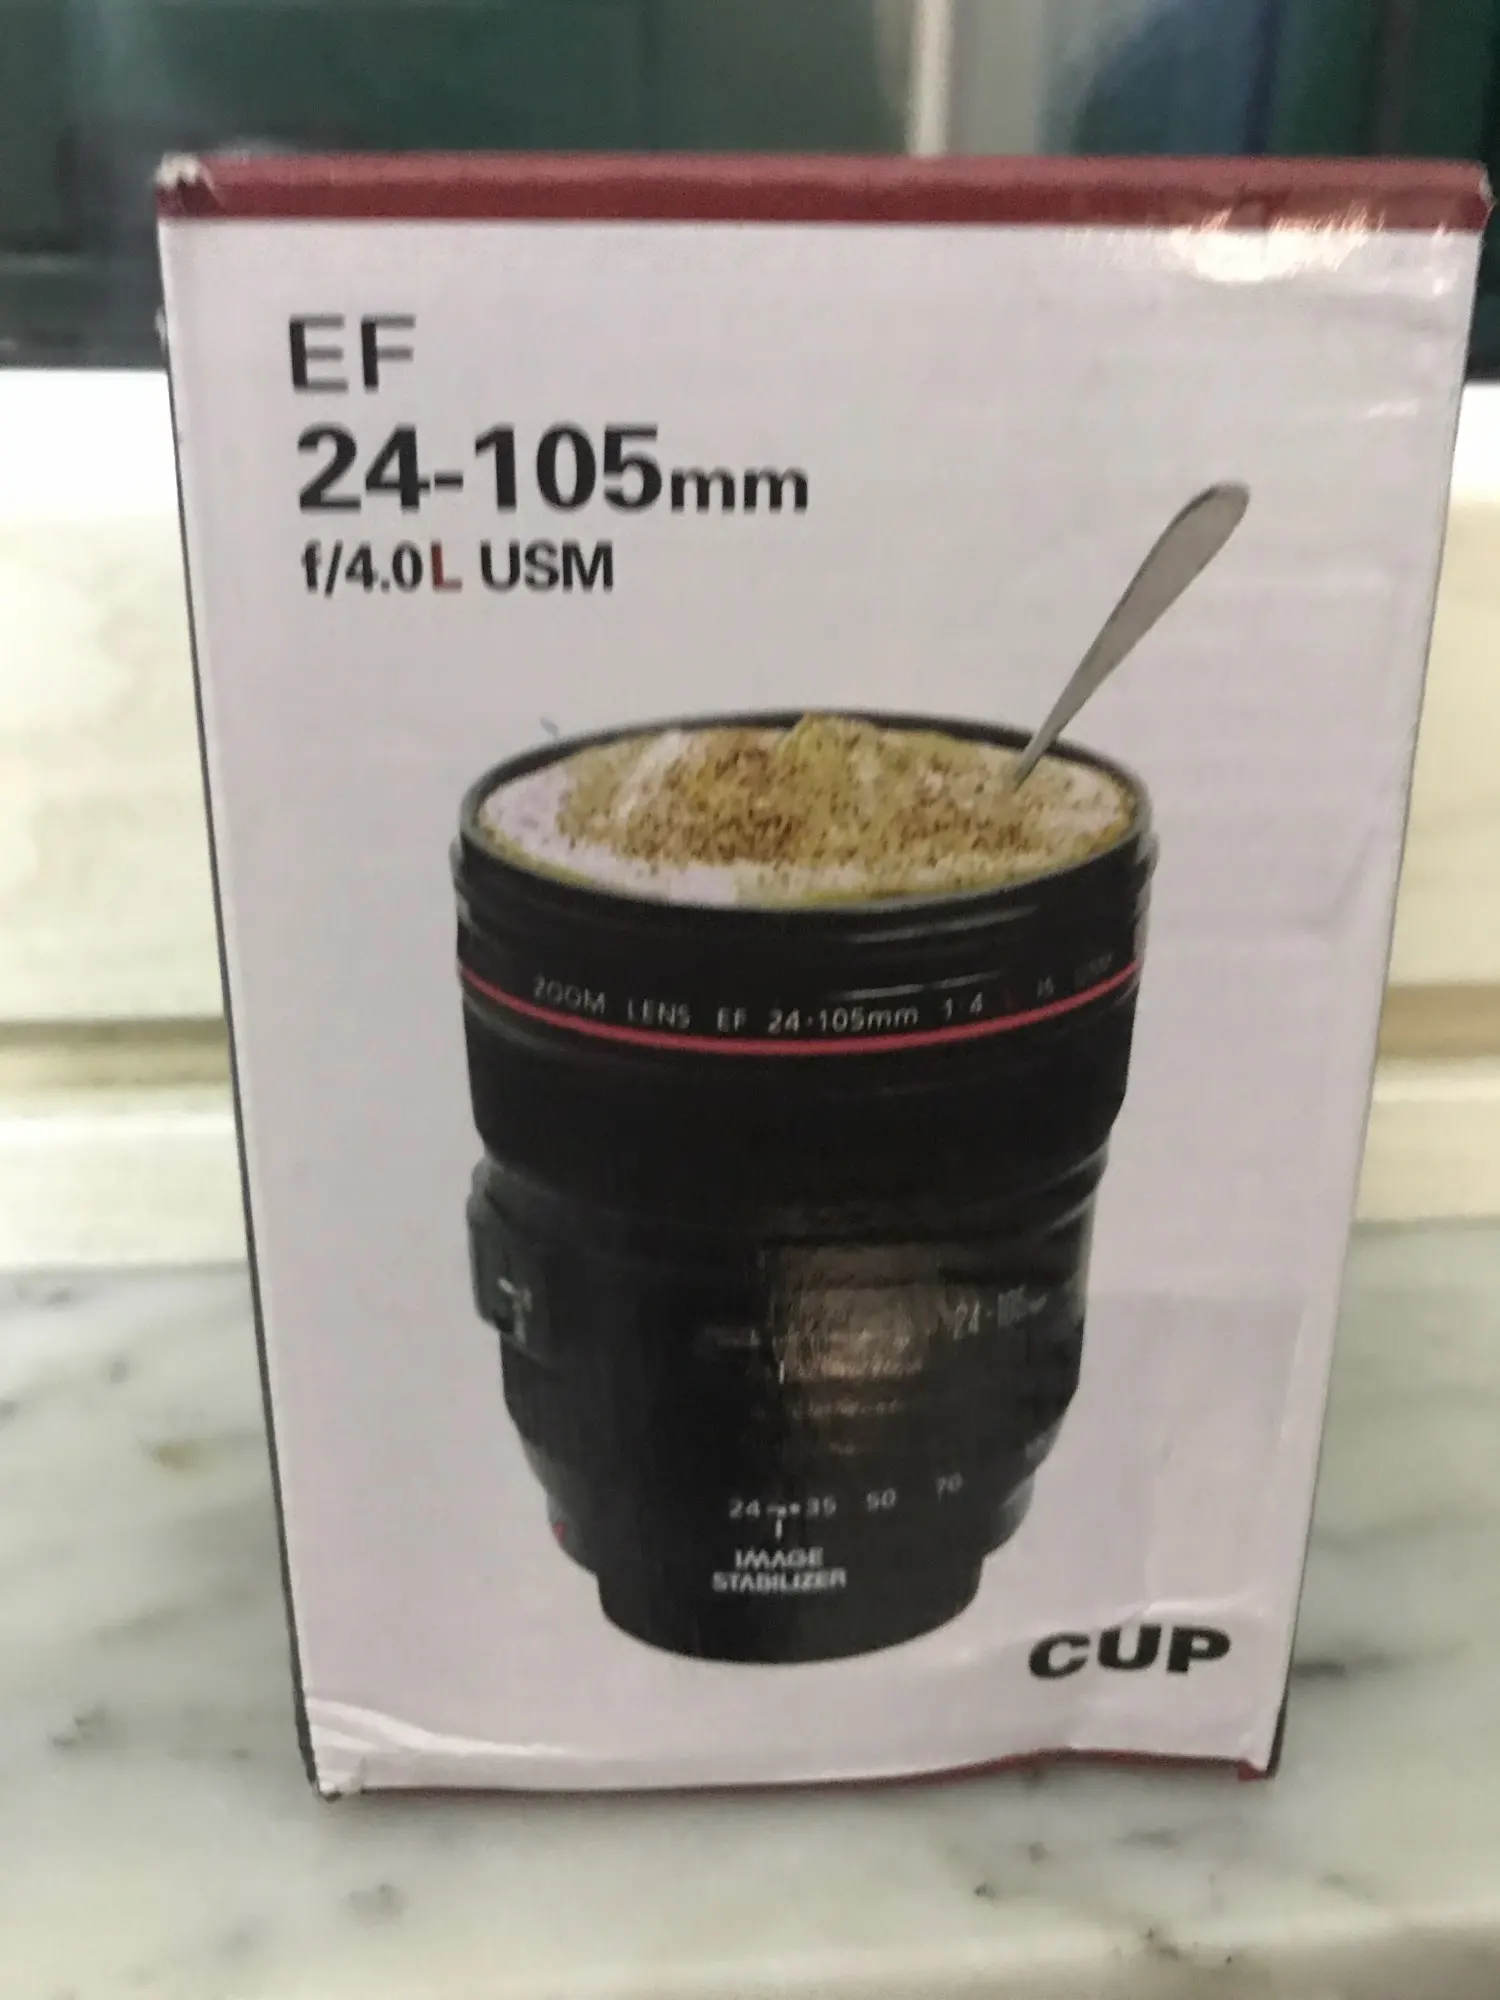 EF
24-105mm
f/4.0L USM
ZOOM LENS EF 24-105mm 1:4 L IS
24-105
24 35 50 70
IMAGE
STABILIZER
CUP